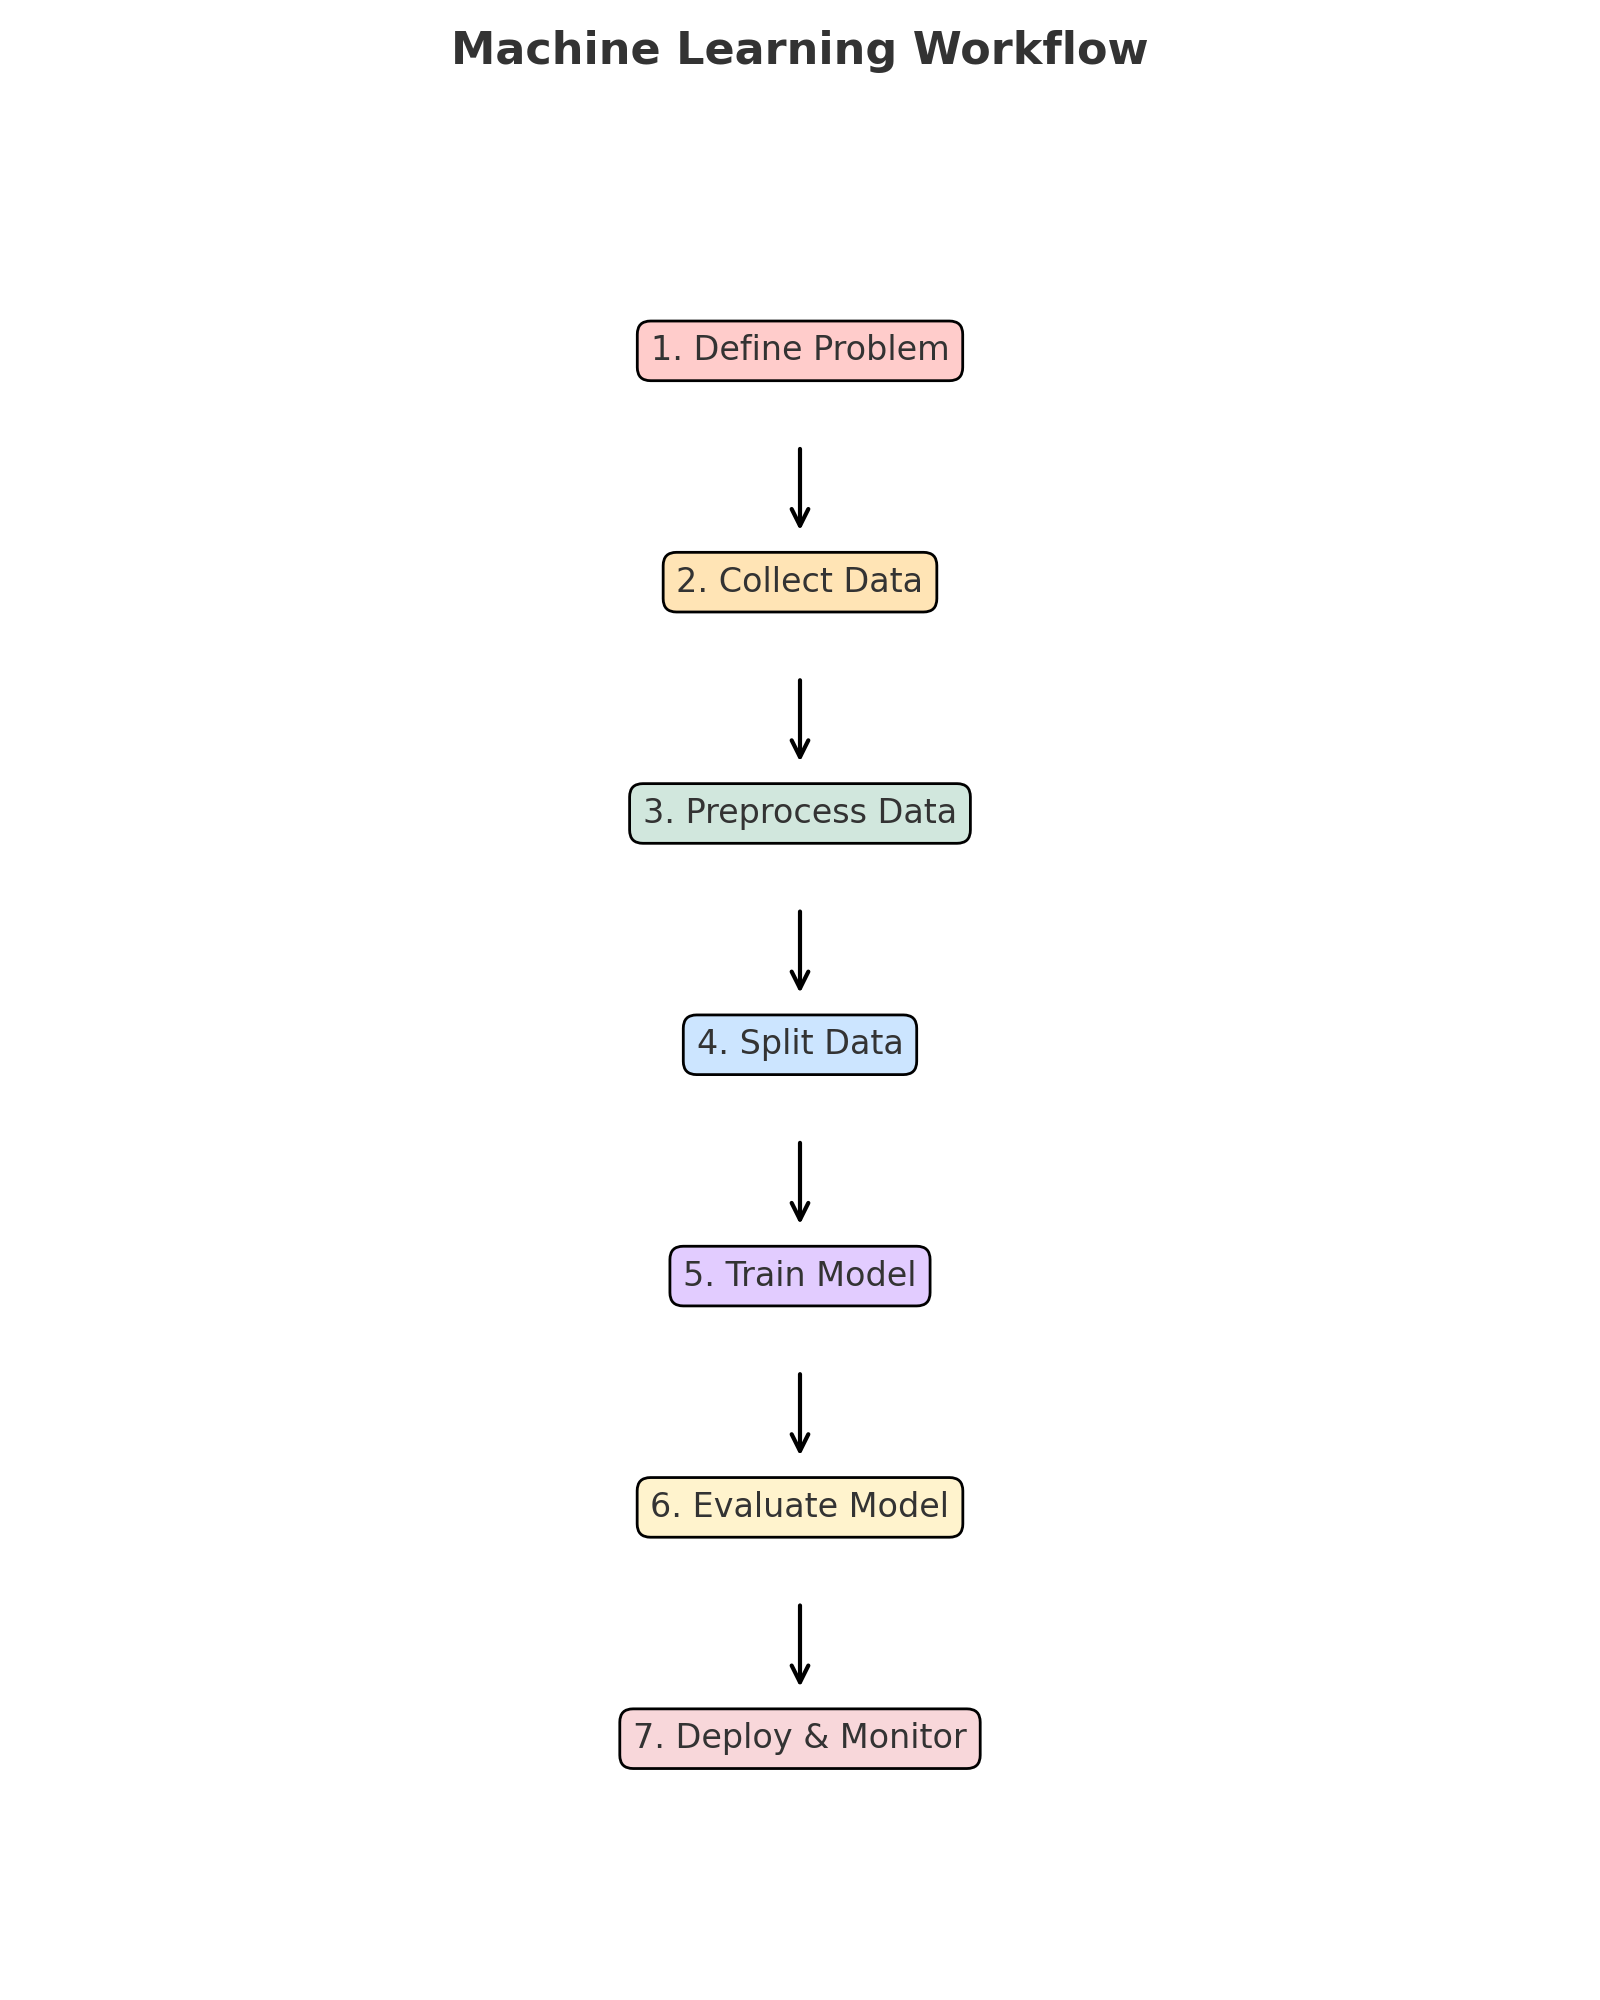 Machine Learning Workflow
1. Define Problem
2. Collect Data
3. Preprocess Data
4. Split Data
5. Train Model
6. Evaluate Model
7. Deploy & Monitor